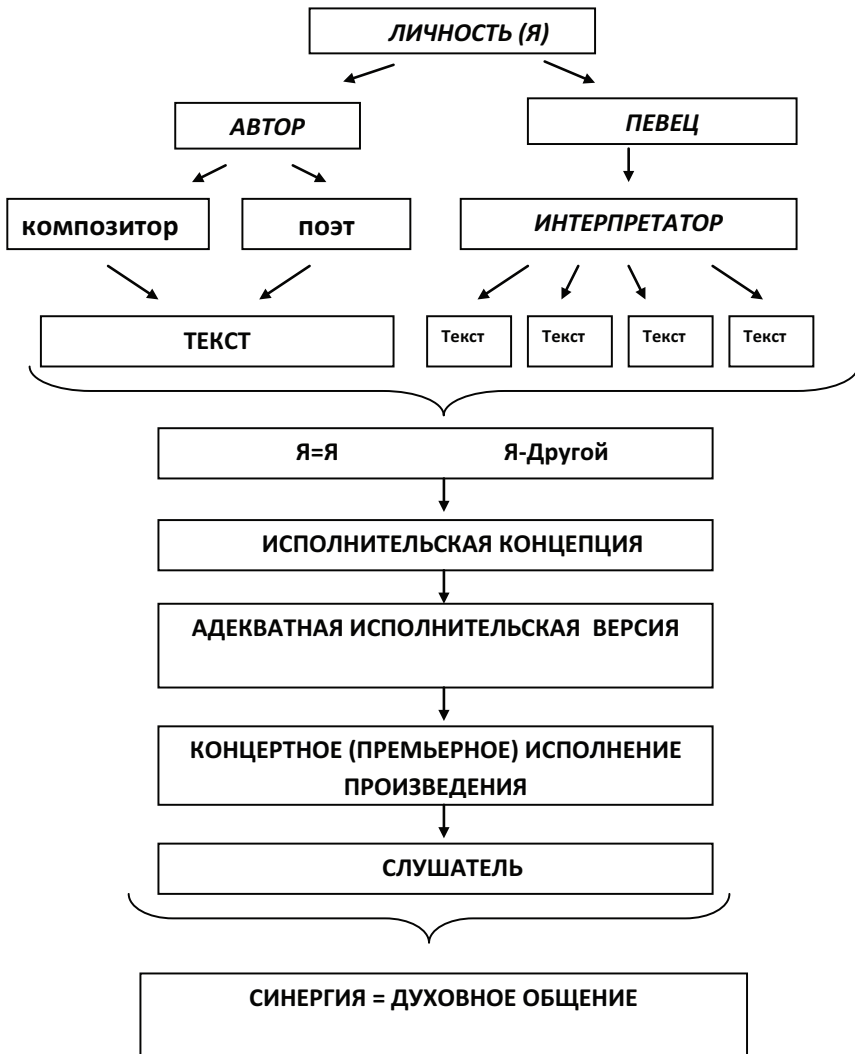 ЛИЧНОСТЬ (Я)
АВТОР
ПЕВЕЦ
композитор
поэт
ИНТЕРПРЕТАТОР
ТЕКСТ
Текст
Текст
Текст
Текст
Я=Я Я-Другой
ИСПОЛНИТЕЛЬСКАЯ КОНЦЕПЦИЯ
АДЕКВАТНАЯ ИСПОЛНИТЕЛЬСКАЯ ВЕРСИЯ
КОНЦЕРТНОЕ (ПРЕМЬЕРНОЕ) ИСПОЛНЕНИЕ
ПРОИЗВЕДЕНИЯ
СЛУШАТЕЛЬ
СИНЕРГИЯ = ДУХОВНОЕ ОБЩЕНИЕ